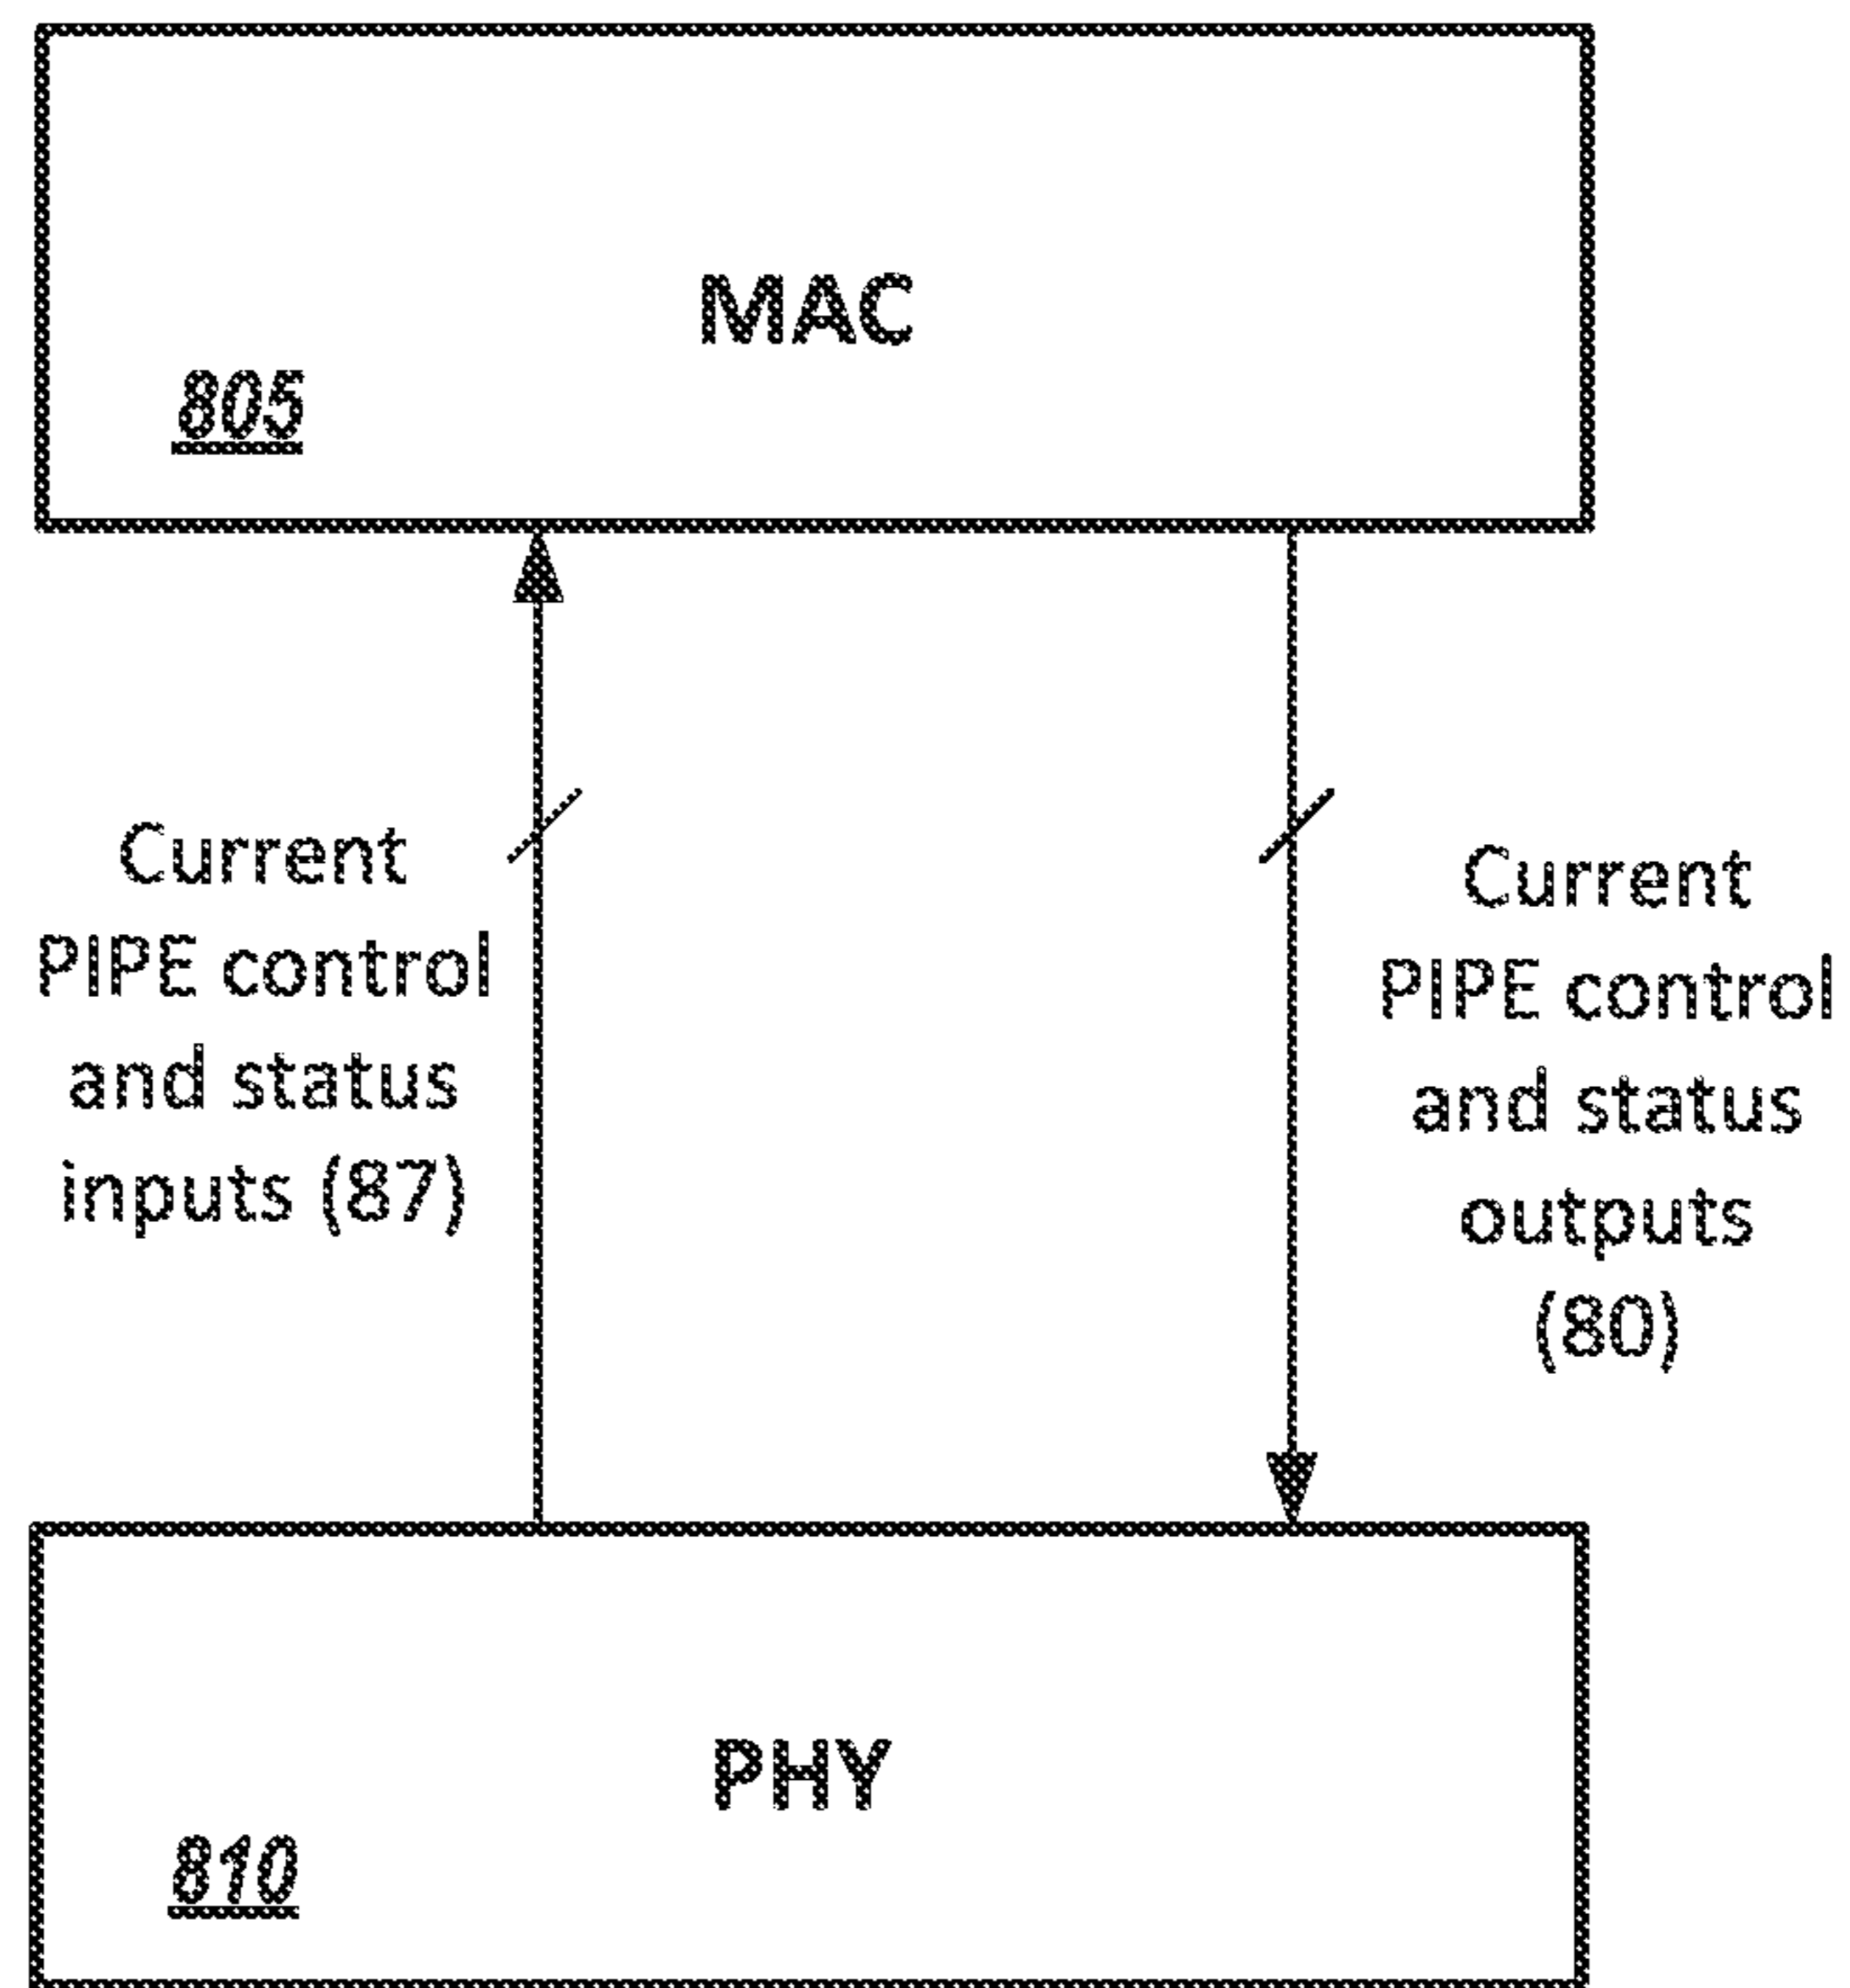 MAC
805
Current
PIPE control
and status
inputs (87)
Current
PIPE control
and status
outputs
(80)
PHY
810